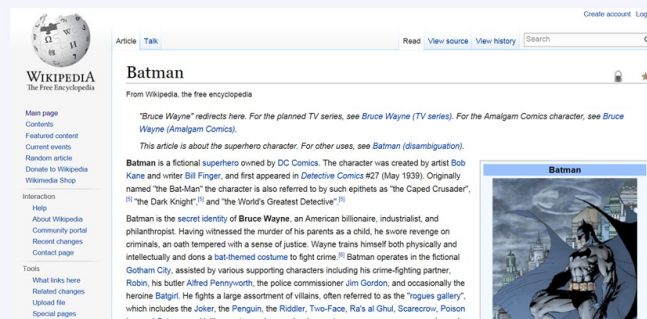 Create account Log
Article Talk
Read View source View history Search
WIKIPEDIA
The Free Encyclopedia
Batman
From Wikipedia, the free encyclopedia
"Bruce Wayne" redirects here. For the planned TV series, see Bruce Wayne (TV series). For the Amalgam Comics character, see Bruce
Wayne (Amalgam Comics).
This article is about the superhero character. For other uses, see Batman (disambiguation).
Batman is a fictional superhero owned by DC Comics. The character was created by artist Bob
Kane and writer Bill Finger, and first appeared in Detective Comics #27 (May 1939). Originally
named "the Bat-Man" the character is also referred to by such epithets as "the Caped Crusader",
[5] "the Dark Knight",[5] and "the World's Greatest Detective".[5]
Batman is the secret identity of Bruce Wayne, an American billionaire, industrialist, and
philanthropist. Having witnessed the murder of his parents as a child, he swore revenge on
criminals, an oath tempered with a sense of justice. Wayne trains himself both physically and
intellectually and dons a bat-themed costume to fight crime.[6] Batman operates in the fictional
Gotham City, assisted by various supporting characters including his crime-fighting partner,
Robin, his butler Alfred Pennyworth, the police commissioner Jim Gordon, and occasionally the
heroine Batgirl. He fights a large assortment of villains, often referred to as the "rogues gallery",
which includes the Joker, the Penguin, the Riddler, Two-Face, Ra's al Ghul, Scarecrow, Poison
Batman
Main page
Contents
Featured content
Current events
Random article
Donate to Wikipedia
Wikimedia Shop
Interaction
Help
About Wikipedia
Community portal
Recent changes
Contact page
Tools
What links here
Related changes
Upload file
Special pages